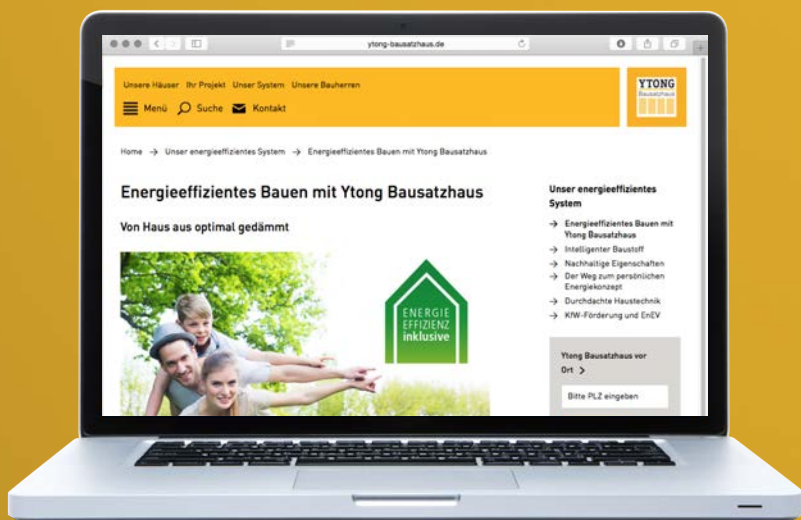 ytong-bausatzhaus.de
Unsere Häuser Ihr Projekt Unser System Unsere Bauherren
Menü Suche Kontakt
YTONG
Bausatzhaus
Home → Unser energieeffizientes System → Energieeffizientes Bauen mit Ytong Bausatzhaus
Energieeffizientes Bauen mit Ytong Bausatzhaus
Von Haus aus optimal gedämmt
ENERGIE
EFFIZIENZ
inklusive
Unser energieeffizientes
System
→ Energieeffizientes Bauen mit
Ytong Bausatzhaus
→ Intelligenter Baustoff
→ Nachhaltige Eigenschaften
→ Der Weg zum persönlichen
Energiekonzept
→ Durchdachte Haustechnik
→ KfW-Förderung und EnEV
Ytong Bausatzhaus vor
Ort >
Bitte PLZ eingeben